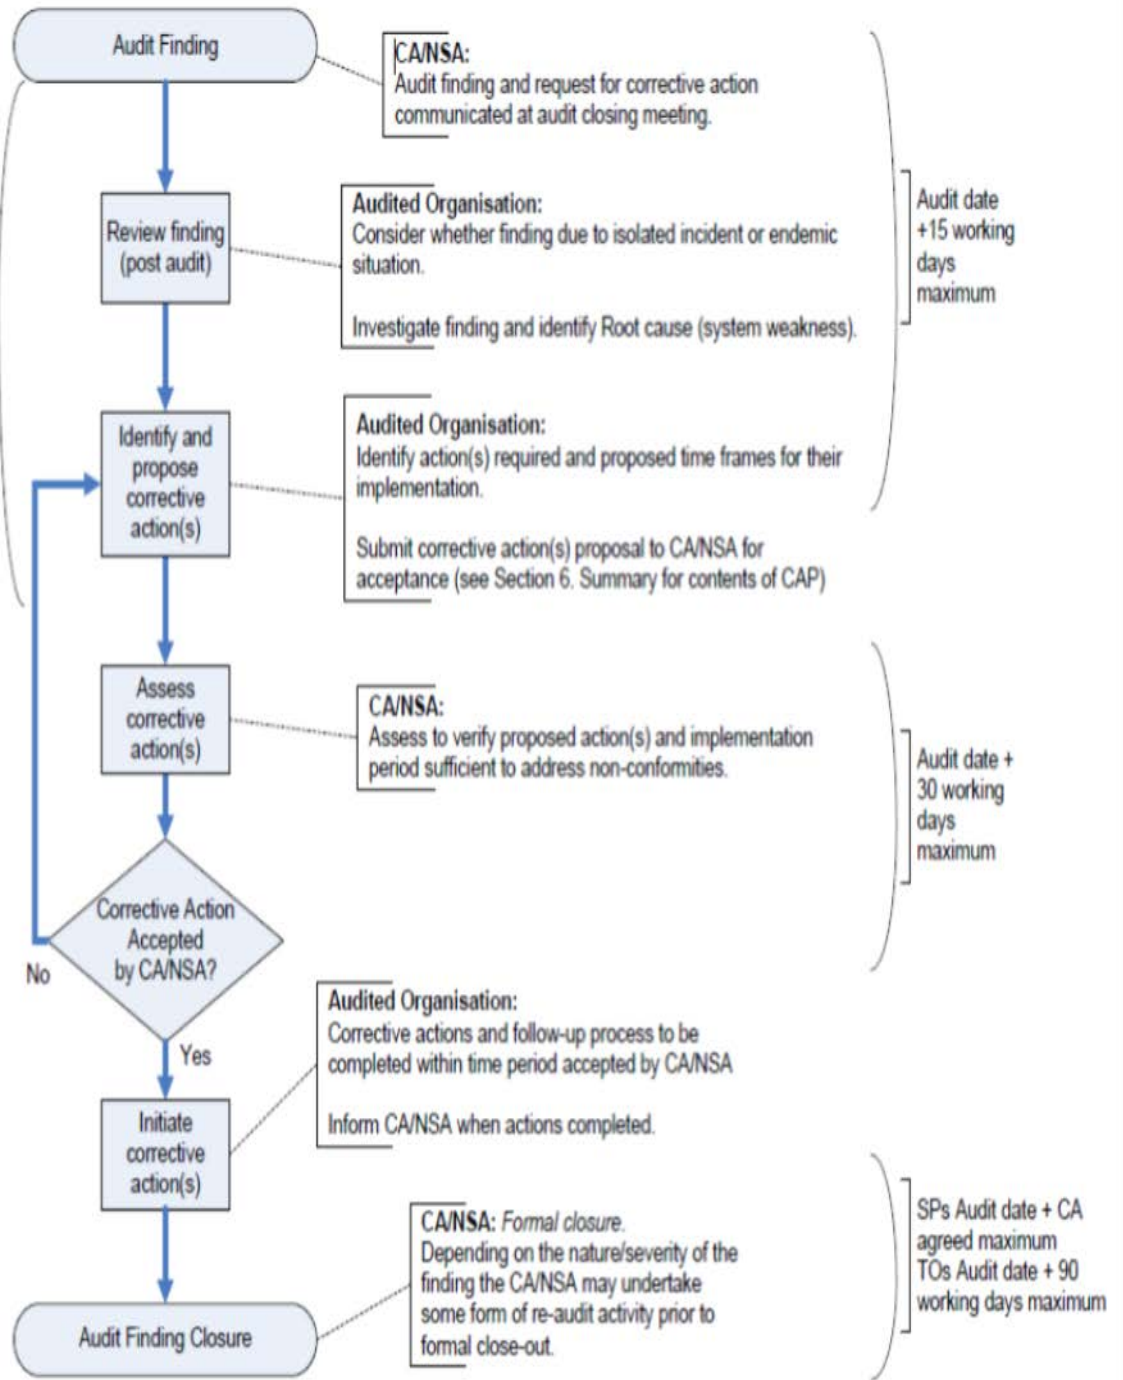 Audit Finding
CA/NSA:
Audit finding and request for corrective action
communicated at audit closing meeting.
Review finding
(post audit)
Audited Organisation:
Consider whether finding due to isolated incident or endemic
situation.
Investigate finding and identify Root cause (system weakness).
Audit date
+15 working
days
maximum
Identify and
propose
corrective
action(s)
Audited Organisation:
Identify action(s) required and proposed time frames for their
implementation.
Submit corrective action(s) proposal to CA/NSA for
acceptance (see Section 6. Summary for contents of CAP)
Assess
corrective
action(s)
CA/NSA:
Assess to verify proposed action(s) and implementation
period sufficient to address non-conformities.
Audit date +
30 working
days
maximum
Corrective Action
Accepted
by CA/NSA?
No
Yes
Initiate
corrective
action(s)
Audited Organisation:
Corrective actions and follow-up process to be
completed within time period accepted by CA/NSA
Inform CA/NSA when actions completed.
CA/NSA: Formal closure.
Depending on the nature/severity of the
finding the CA/NSA may undertake
some form of re-audit activity prior to
formal close-out.
SPs Audit date + CA
agreed maximum
TOs Audit date + 90
working days maximum
Audit Finding Closure